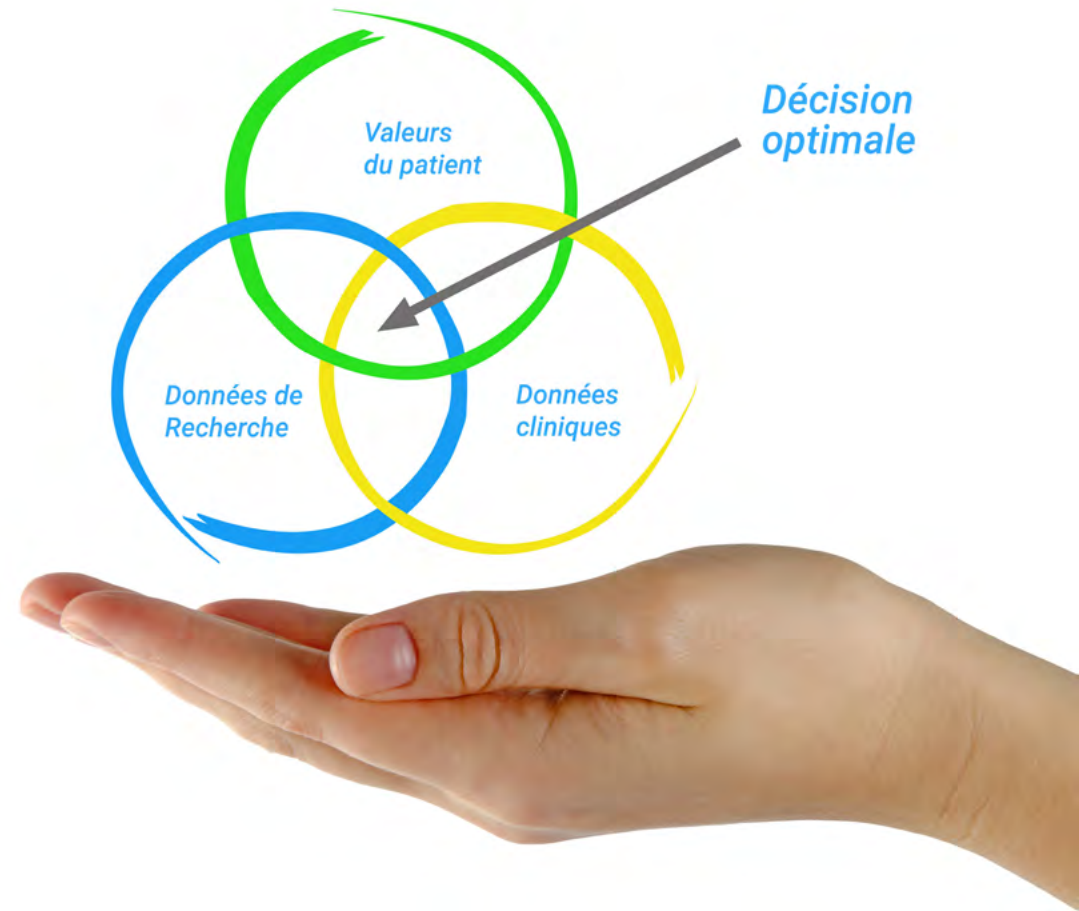 Valeurs
du patient
Décision
optimale
Données de
Recherche
Données
cliniques